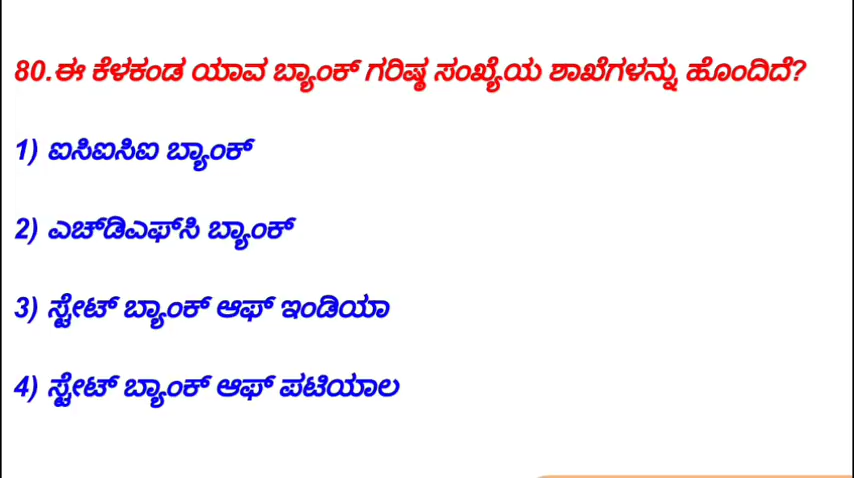 80.ಈ ಕೆಳಕಂಡ ಯಾವ ಬ್ಯಾಂಕ್ ಗರಿಷ್ಠ ಸಂಖ್ಯೆಯ ಶಾಖೆಗಳನ್ನು ಹೊಂದಿದೆ?
1) ಐಸಿಐಸಿಐ ಬ್ಯಾಂಕ್
2) ಎಚ್‌ಡಿಎಫ್‌ಸಿ ಬ್ಯಾಂಕ್
3) ಸ್ಟೇಟ್ ಬ್ಯಾಂಕ್ ಆಫ್ ಇಂಡಿಯಾ
4) ಸ್ಟೇಟ್ ಬ್ಯಾಂಕ್ ಆಫ್ ಪಟಿಯಾಲ